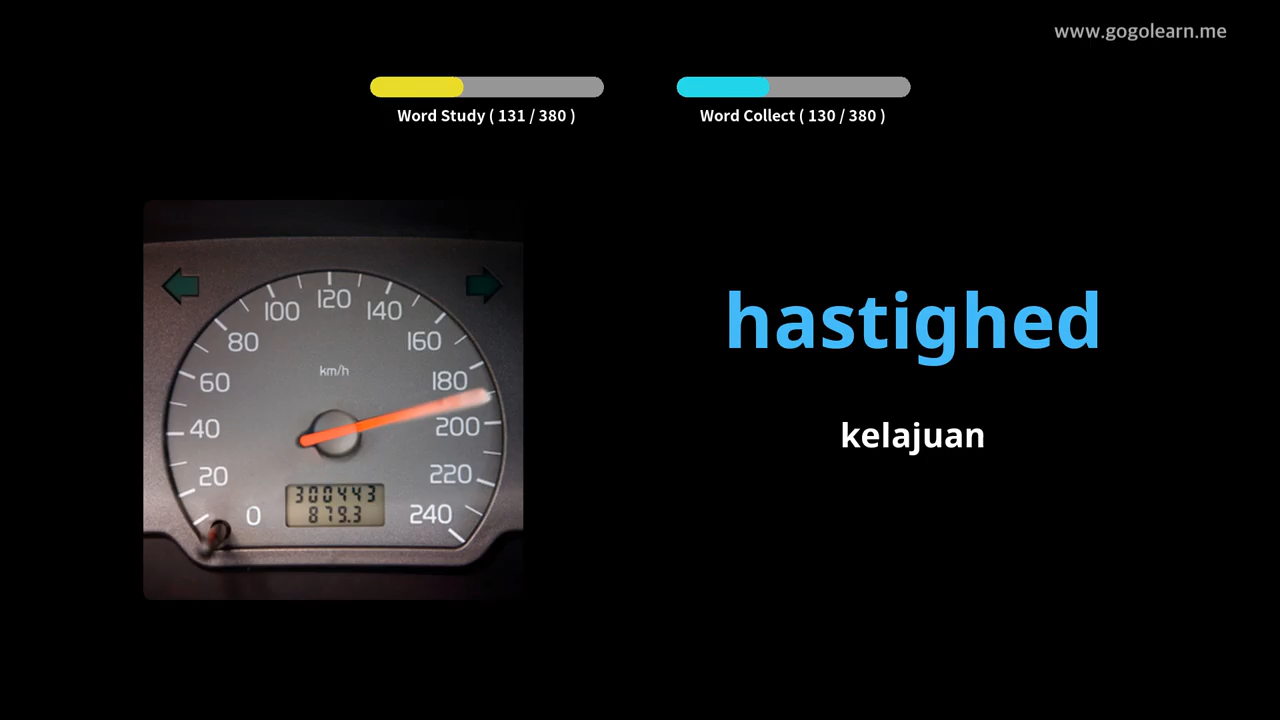 www.gogolearn.me
Word Study ( 131 / 380 )
Word Collect ( 130 / 380 )
hastighed
kelajuan
120
100
140
80
160
km/h
60
180
40
200
20
220
300443
0
240
879.3